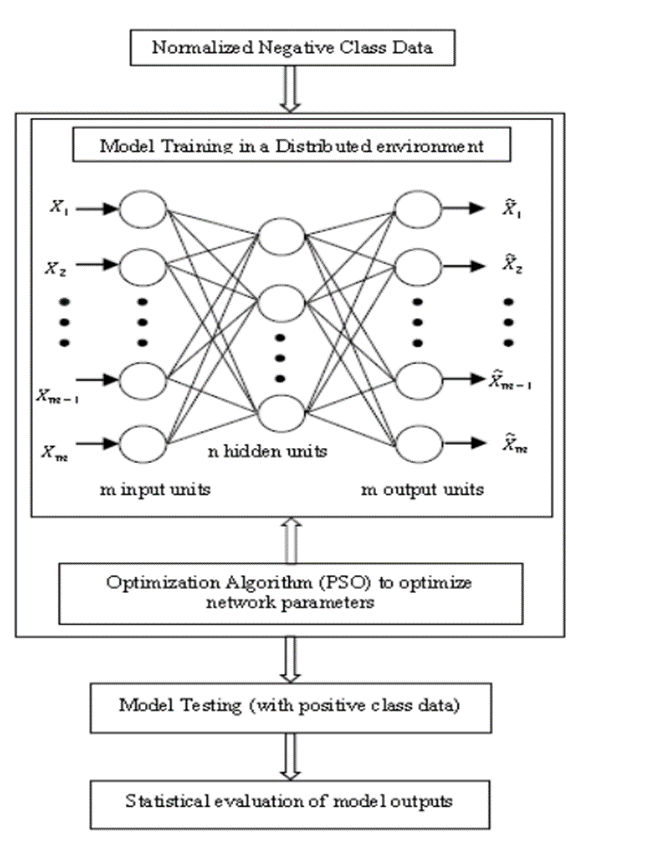 Normalized Negative Class Data
Model Training in a Distributed environment
X₁
X̃₁
X₂
X̃₂
Xₘ₋₁
X̃ₘ₋₁
Xₘ
X̃ₘ
n hidden units
m input units
m output units
Optimization Algorithm (PSO) to optimize
network parameters
Model Testing (with positive class data)
Statistical evaluation of model outputs